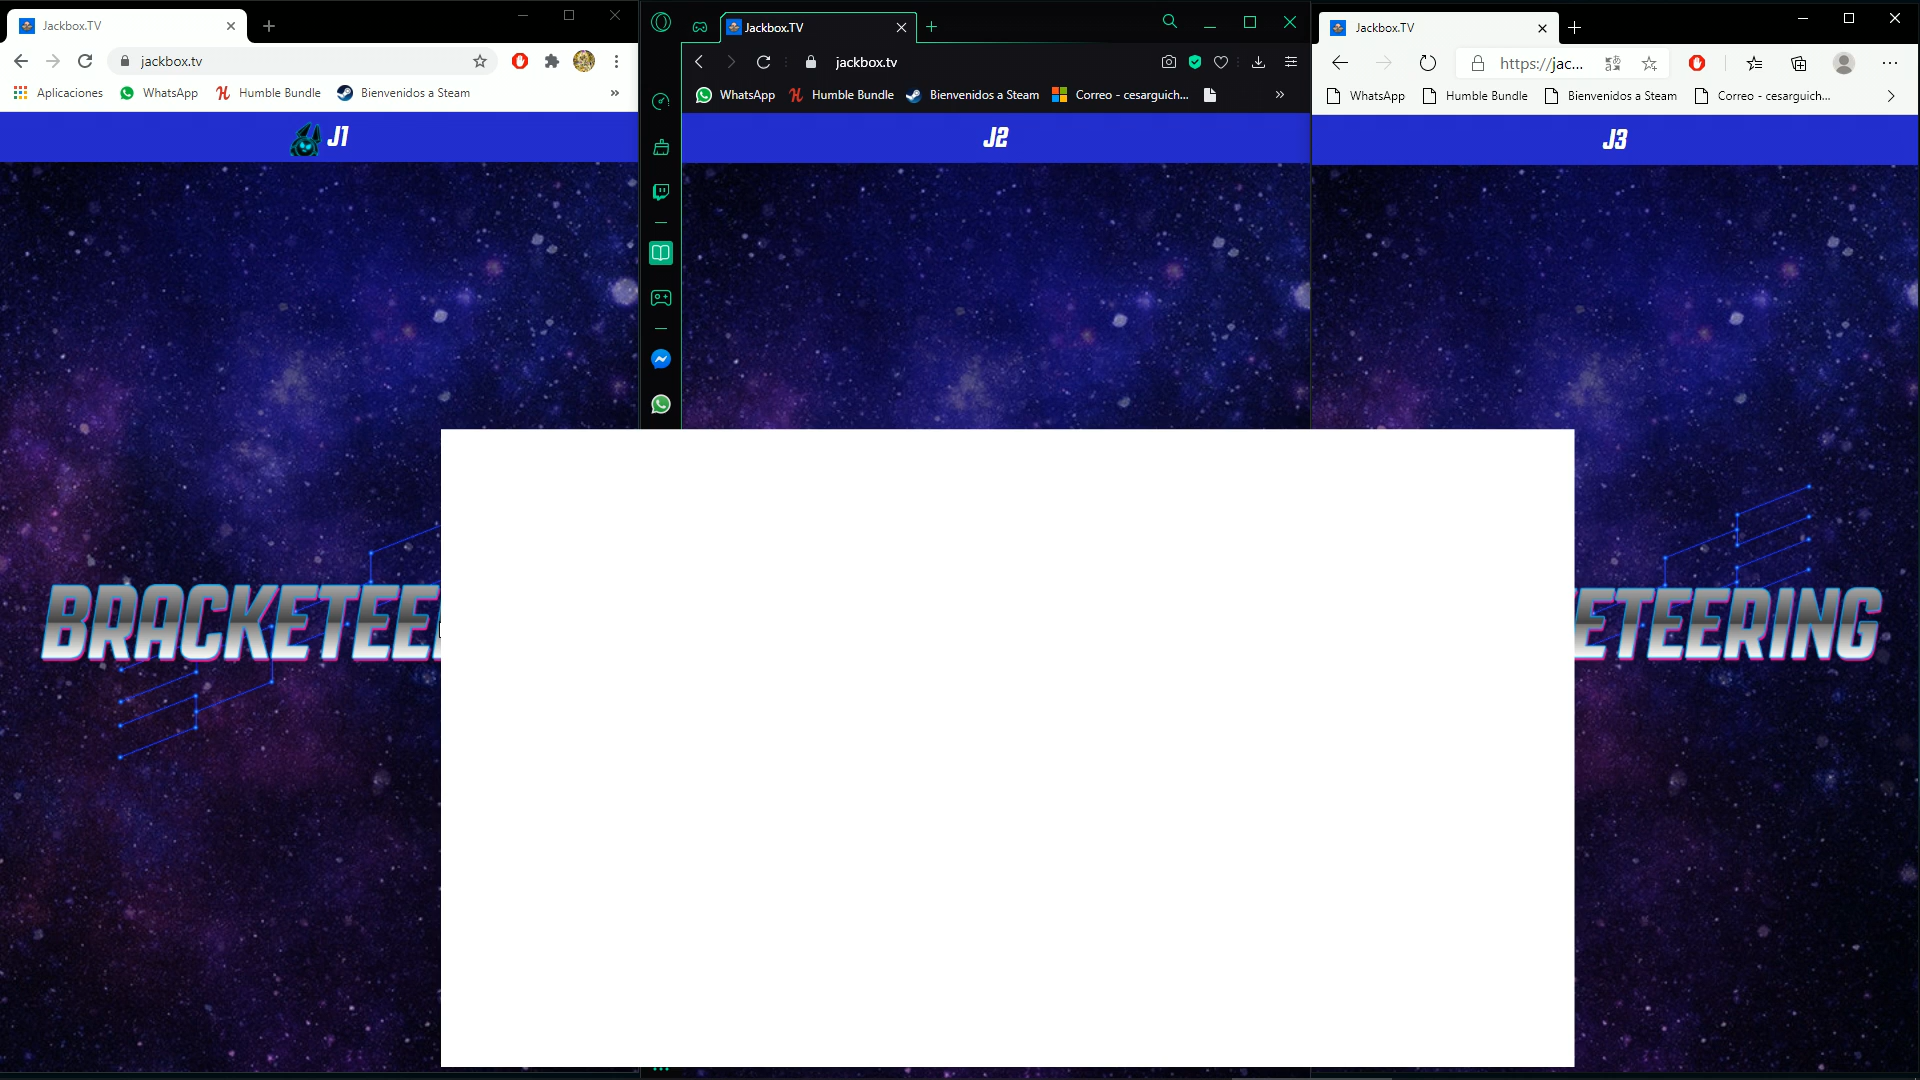 Jackbox.TV
jackbox.tv
Aplicaciones WhatsApp Humble Bundle Bienvenidos a Steam »
J1
BRACKETEE
Jackbox.TV
jackbox.tv
WhatsApp Humble Bundle Bienvenidos a Steam Correo - cesarguich... »
J2
Jackbox.TV
https://jac...
WhatsApp Humble Bundle Bienvenidos a Steam Correo - cesarguich...
J3
ETEERING